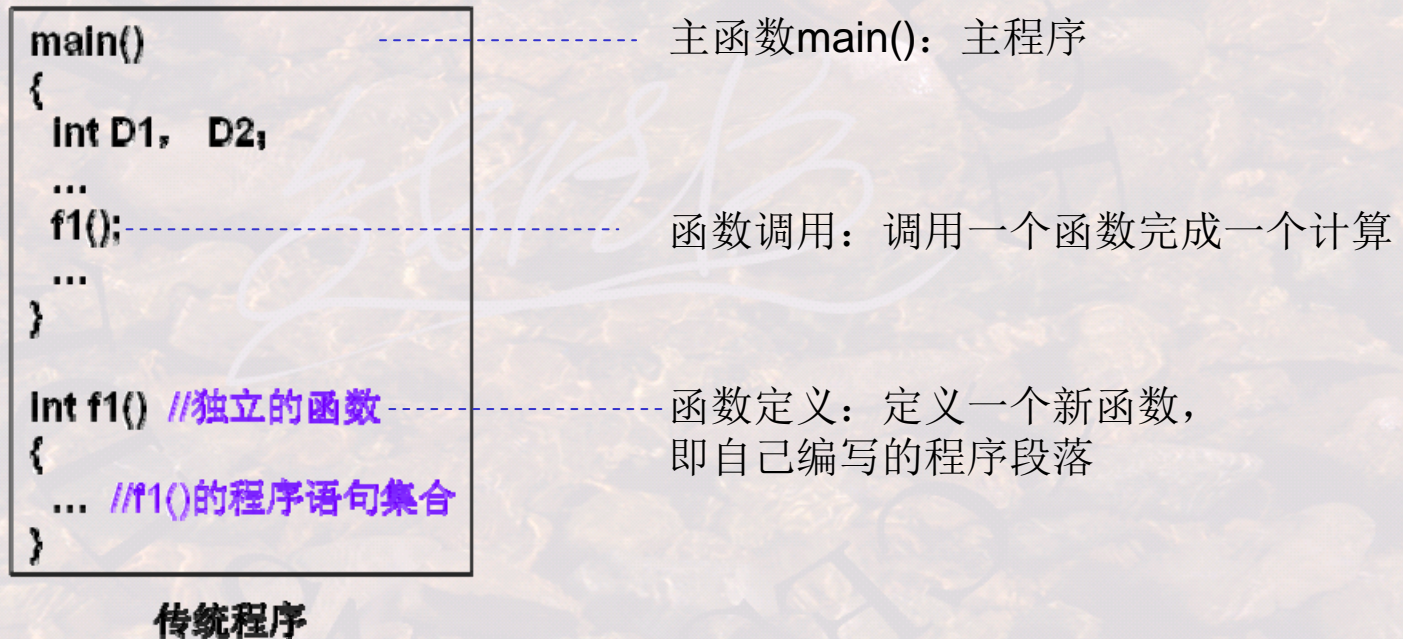 main()
主函数main()：主程序
{
int D1， D2；
...
f1();
函数调用：调用一个函数完成一个计算
...
}
int f1() //独立的函数
函数定义：定义一个新函数，
即自己编写的程序段落
{
... //f1()的程序语句集合
}
传统程序